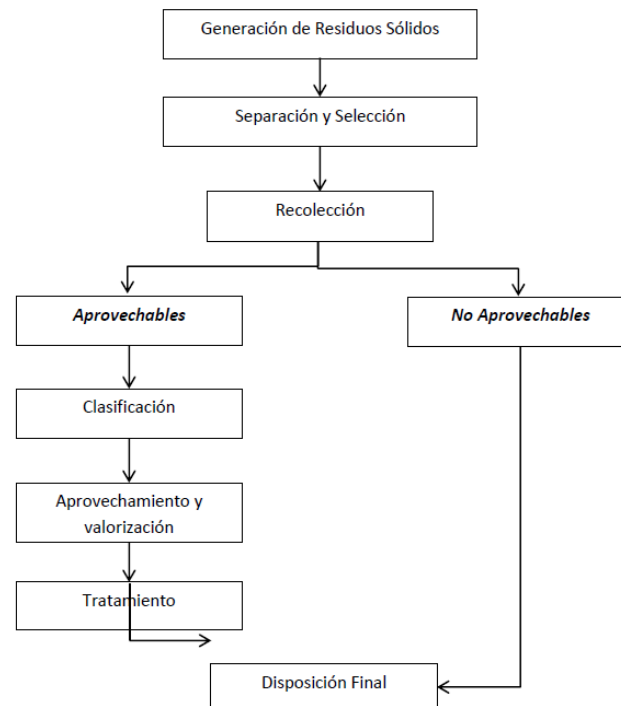 Generación de Residuos Sólidos
Separación y Selección
Recolección
Aprovechables
No Aprovechables
Clasificación
Aprovechamiento y
valorización
Tratamiento
Disposición Final